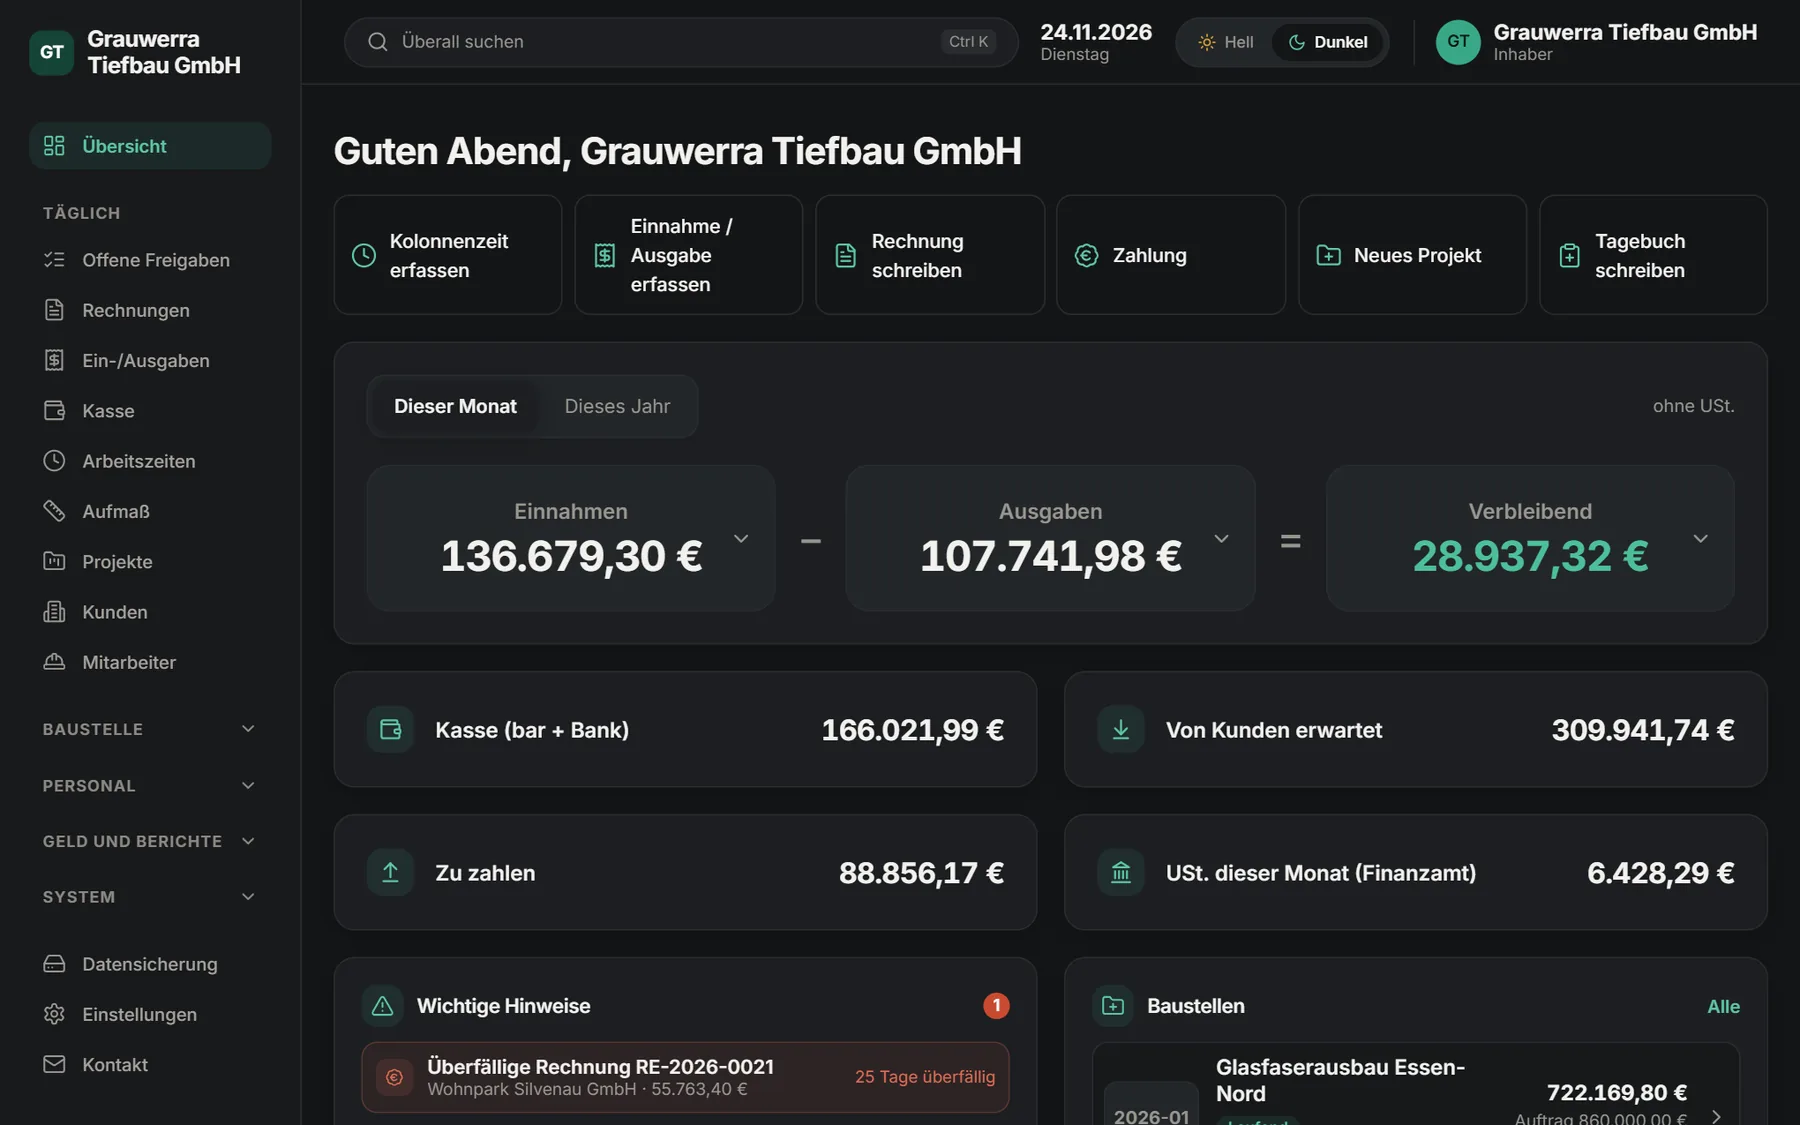 GT
Grauwerra
Tiefbau GmbH
Überall suchen
Ctrl K
24.11.2026
Dienstag
Hell
Dunkel
GT
Grauwerra Tiefbau GmbH
Inhaber
Übersicht
TÄGLICH
Offene Freigaben
Rechnungen
Ein-/Ausgaben
Kasse
Arbeitszeiten
Aufmaß
Projekte
Kunden
Mitarbeiter
BAUSTELLE
PERSONAL
GELD UND BERICHTE
SYSTEM
Datensicherung
Einstellungen
Kontakt
Guten Abend, Grauwerra Tiefbau GmbH
Kolonnenzeit
erfassen
Einnahme /
Ausgabe
erfassen
Rechnung
schreiben
Zahlung
Neues Projekt
Tagebuch
schreiben
Dieser Monat
Dieses Jahr
ohne USt.
Einnahmen
136.679,30 €
–
Ausgaben
107.741,98 €
=
Verbleibend
28.937,32 €
Kasse (bar + Bank)
166.021,99 €
Von Kunden erwartet
309.941,74 €
Zu zahlen
88.856,17 €
USt. dieser Monat (Finanzamt)
6.428,29 €
Wichtige Hinweise
1
Überfällige Rechnung RE-2026-0021
Wohnpark Silvenau GmbH · 55.763,40 €
25 Tage überfällig
Baustellen
Alle
2026-01
Glasfaserausbau Essen-
Nord
722.169,80 €
Auftrag 860.000,00 €